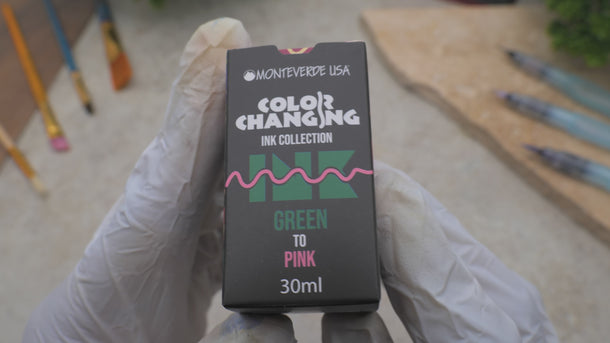 MONTEVERDE USA
COLOR
CHANGING
INK COLLECTION
INK
GREEN
TO
PINK
30ml